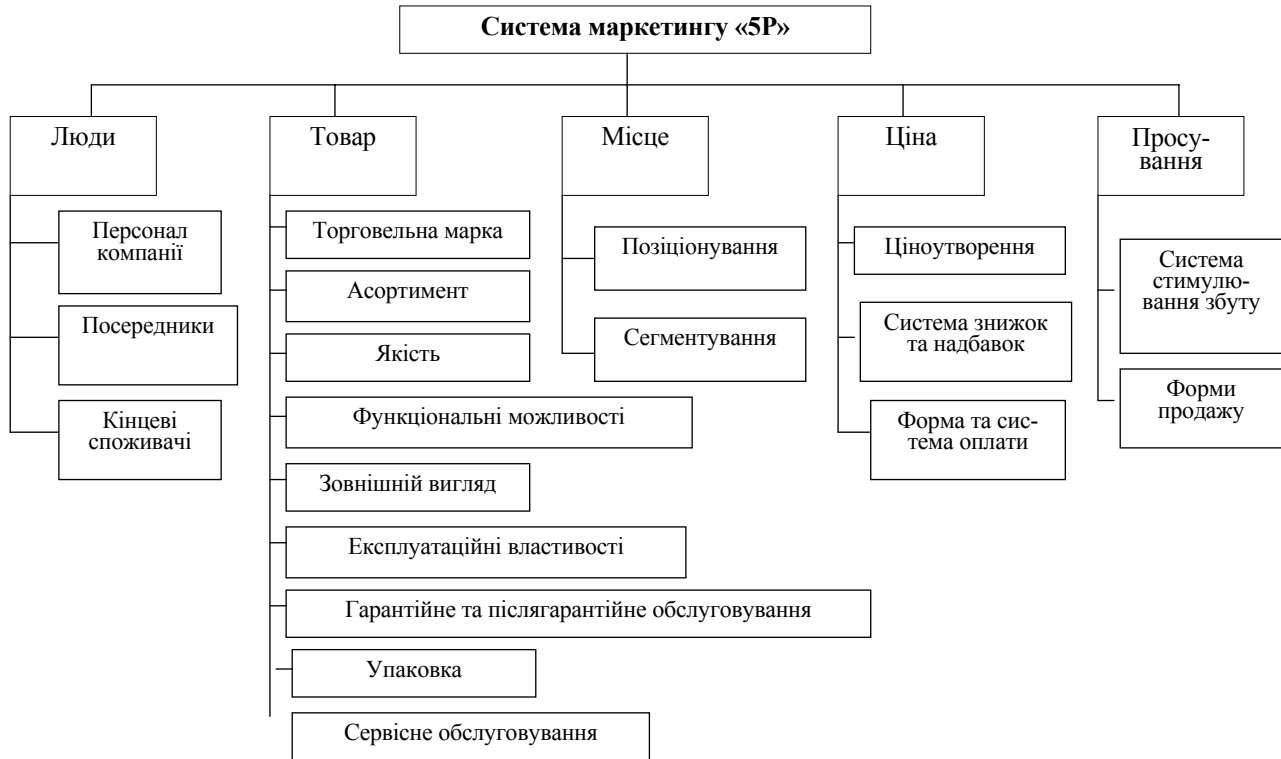 Система маркетингу «5Р»
Люди
Персонал
компанії
Посередники
Кінцеві
споживачі
Товар
Торговельна марка
Асортимент
Якість
Функціональні можливості
Зовнішній вигляд
Експлуатаційні властивості
Гарантійне та післягарантійне обслуговування
Упаковка
Сервісне обслуговування
Місце
Позіціонування
Сегментування
Ціна
Ціноутворення
Система знижок
та надбавок
Форма та сис-
тема оплати
Просу-
вання
Система
стимулю-
вання збуту
Форми
продажу